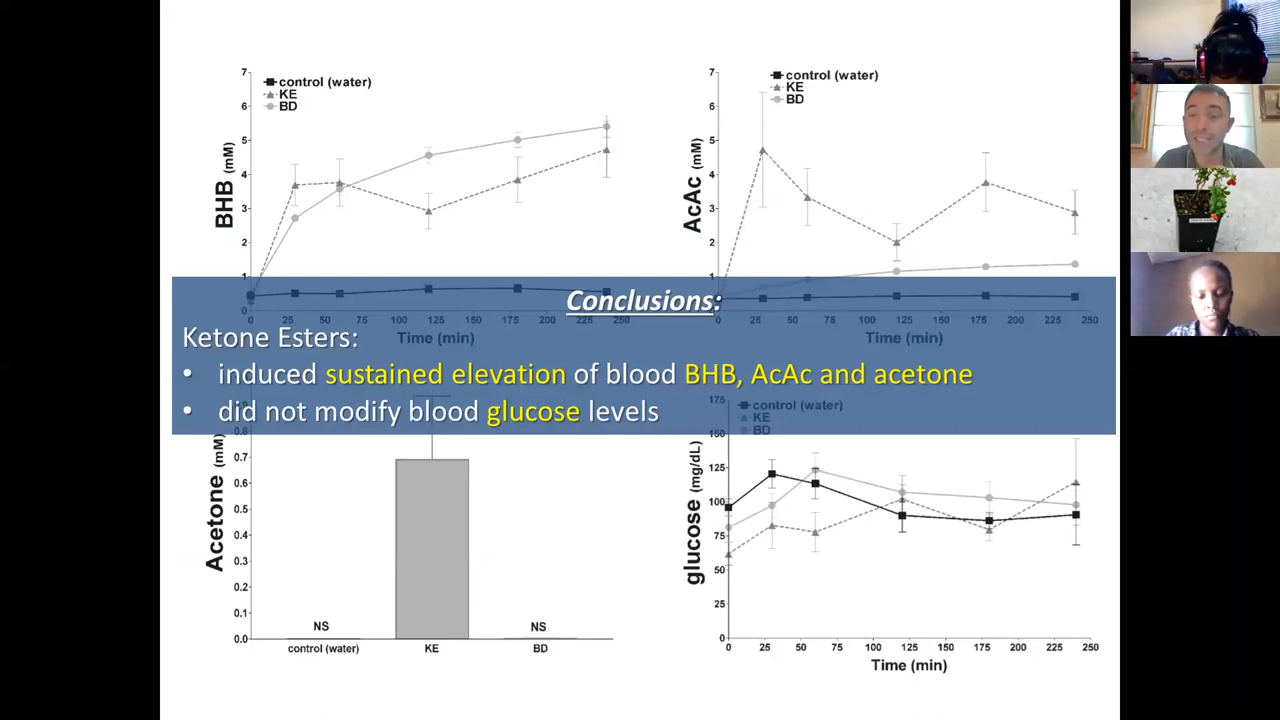 7
control (water)
KE
6
BD
5
4
3
2
1
0
BHB (mM)
0 25 50 75 100 125 150 175 200 225 250
Time (min)
7
control (water)
KE
6
BD
5
4
3
2
1
0
AcAc (mM)
0 25 50 75 100 125 150 175 200 225 250
Time (min)
Conclusions:
Ketone Esters:
• induced sustained elevation of blood BHB, AcAc and acetone
• did not modify blood glucose levels
0.8
0.7
0.6
0.5
0.4
0.3
0.2
0.1
0.0
Acetone (mM)
NS
NS
control (water) KE BD
175
control (water)
KE
BD
150
125
100
75
50
25
0
glucose (mg/dL)
0 25 50 75 100 125 150 175 200 225 250
Time (min)